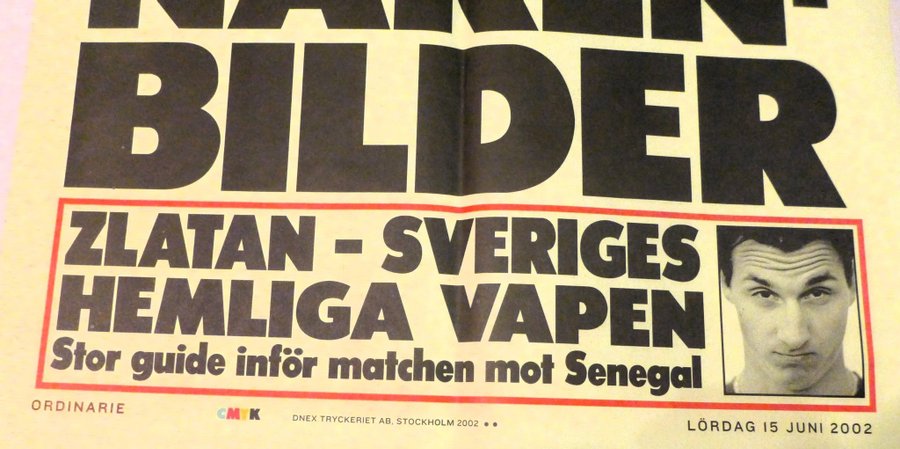 BILDER
ZLATAN - SVERIGES
HEMLIGA VAPEN
Stor guide inför matchen mot Senegal
ORDINARIE
CMYK
DNEX TRYCKERIET AB, STOCKHOLM 2002
LÖRDAG 15 JUNI 2002